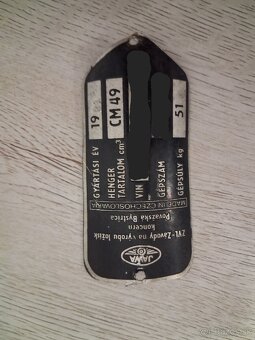 JAWA
ZVL-Závody na výrobu ložísk
koncern
Považská Bystrica
MADE IN CZECHOSLOVAKIA
GYÁRTÁSI ÉV 19
HENGER
TARTALOM cm³ CM 49
VIN
GÉPSZÁM
GÉPSÚLY kg 51